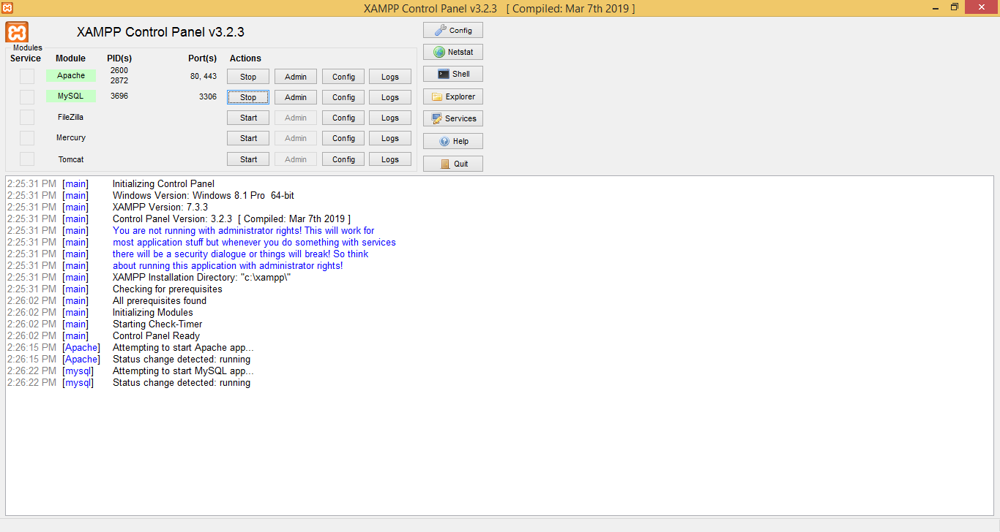 XAMPP Control Panel v3.2.3 [ Compiled: Mar 7th 2019 ]
XAMPP Control Panel v3.2.3
Config
Modules
Service Module PID(s) Port(s) Actions
Netstat
Apache 2600 2872 80, 443 Stop Admin Config Logs
Shell
MySQL 3696 3306 Stop Admin Config Logs
Explorer
FileZilla Start Admin Config Logs
Services
Mercury Start Admin Config Logs
Help
Tomcat Start Admin Config Logs
Quit
2:25:31 PM [main] Initializing Control Panel
2:25:31 PM [main] Windows Version: Windows 8.1 Pro 64-bit
2:25:31 PM [main] XAMPP Version: 7.3.3
2:25:31 PM [main] Control Panel Version: 3.2.3 [ Compiled: Mar 7th 2019 ]
2:25:31 PM [main] You are not running with administrator rights! This will work for
2:25:31 PM [main] most application stuff but whenever you do something with services
2:25:31 PM [main] there will be a security dialogue or things will break! So think
2:25:31 PM [main] about running this application with administrator rights!
2:25:31 PM [main] XAMPP Installation Directory: "c:\xampp\"
2:25:31 PM [main] Checking for prerequisites
2:26:02 PM [main] All prerequisites found
2:26:02 PM [main] Initializing Modules
2:26:02 PM [main] Starting Check-Timer
2:26:02 PM [main] Control Panel Ready
2:26:15 PM [Apache] Attempting to start Apache app...
2:26:15 PM [Apache] Status change detected: running
2:26:22 PM [mysql] Attempting to start MySQL app...
2:26:22 PM [mysql] Status change detected: running